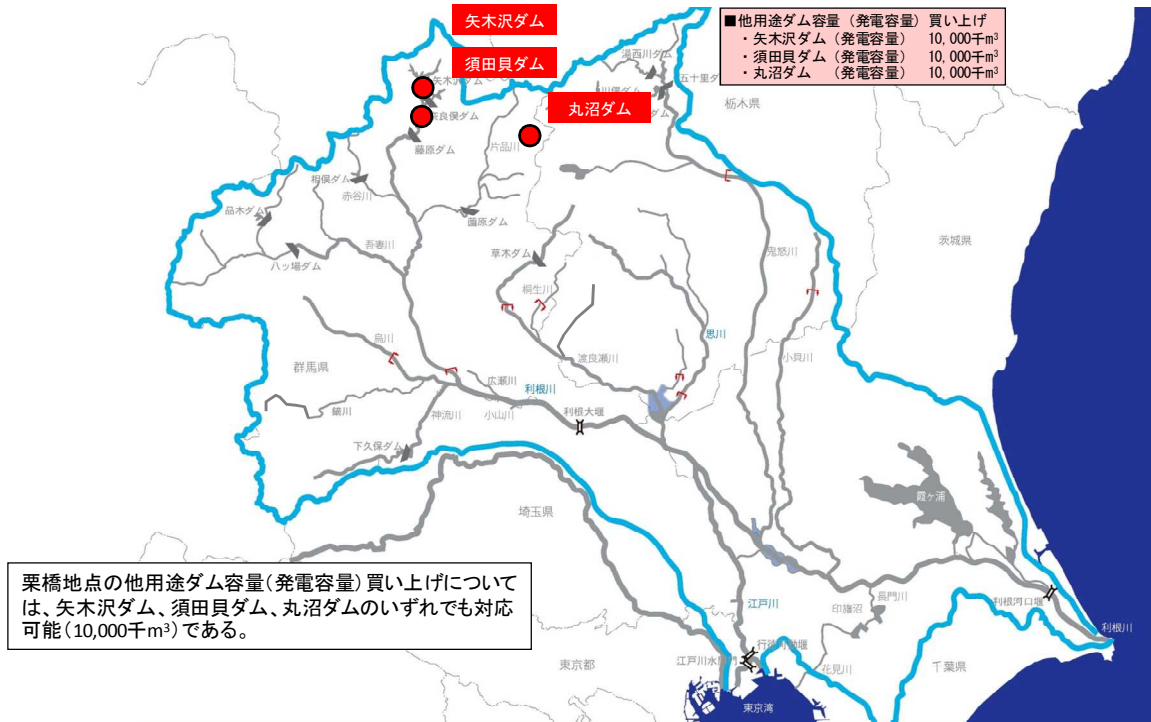 矢木沢ダム
須田貝ダム
丸沼ダム
■他用途ダム容量（発電容量）買い上げ
・矢木沢ダム（発電容量） 10,000千m³
・須田貝ダム（発電容量） 10,000千m³
・丸沼ダム （発電容量） 10,000千m³
湯西川ダム
五十里ダ
川俣ダム
栃木県
矢木沢ダム
奈良俣ダム
藤原ダム
片品川
相俣ダム
赤谷川
品木ダム
薗原ダム
吾妻川
八ッ場ダム
草木ダム
鬼怒川
茨城県
桐生川
思川
小貝川
烏川
群馬県
渡良瀬川
広瀬川
利根川
鏑川
神流川
小山川
利根大堰
下久保ダム
霞ヶ浦
埼玉県
栗橋地点の他用途ダム容量（発電容量）買い上げについて
は、矢木沢ダム、須田貝ダム、丸沼ダムのいずれでも対応
可能（10,000千m³）である。
江戸川
印旛沼
長門川
利根河口堰
利根川
行徳可動堰
江戸川水閘門
花見川
千葉県
東京都
東京湾